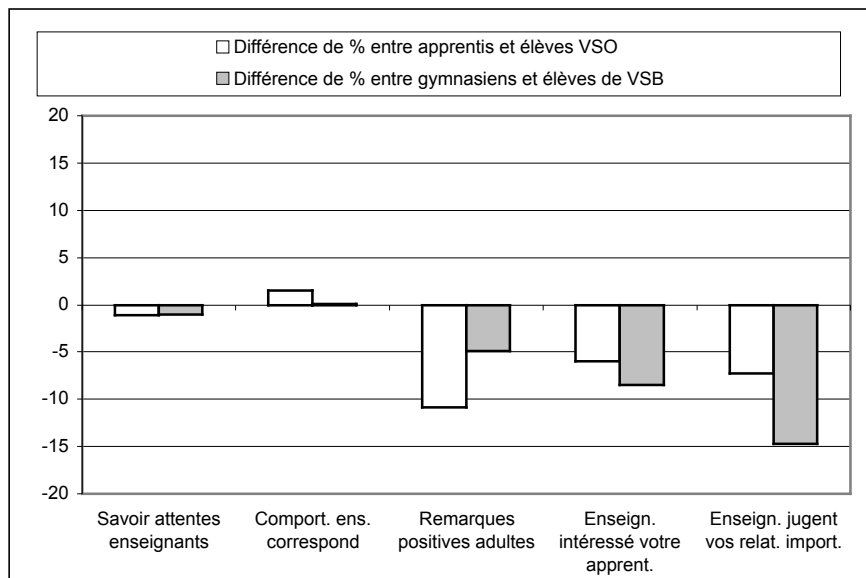 Différence de % entre apprentis et élèves VSO
Différence de % entre gymnasiens et élèves de VSB
20
15
10
5
0
-5
-10
-15
-20
Savoir attentes
enseignants
Comport. ens.
correspond
Remarques
positives adultes
Enseign.
intéressé votre
apprent.
Enseign. jugent
vos relat. import.